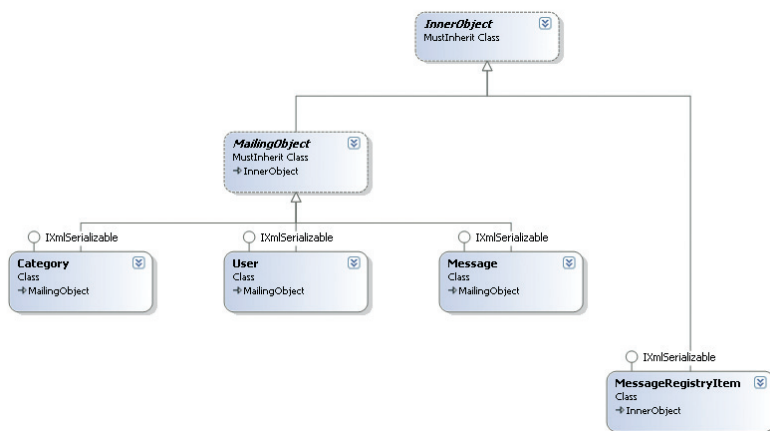 InnerObject
MustInherit Class
MailingObject
MustInherit Class
InnerObject
IXmlSerializable
IXmlSerializable
IXmlSerializable
Category
Class
MailingObject
User
Class
MailingObject
Message
Class
MailingObject
IXmlSerializable
MessageRegistryItem
Class
InnerObject